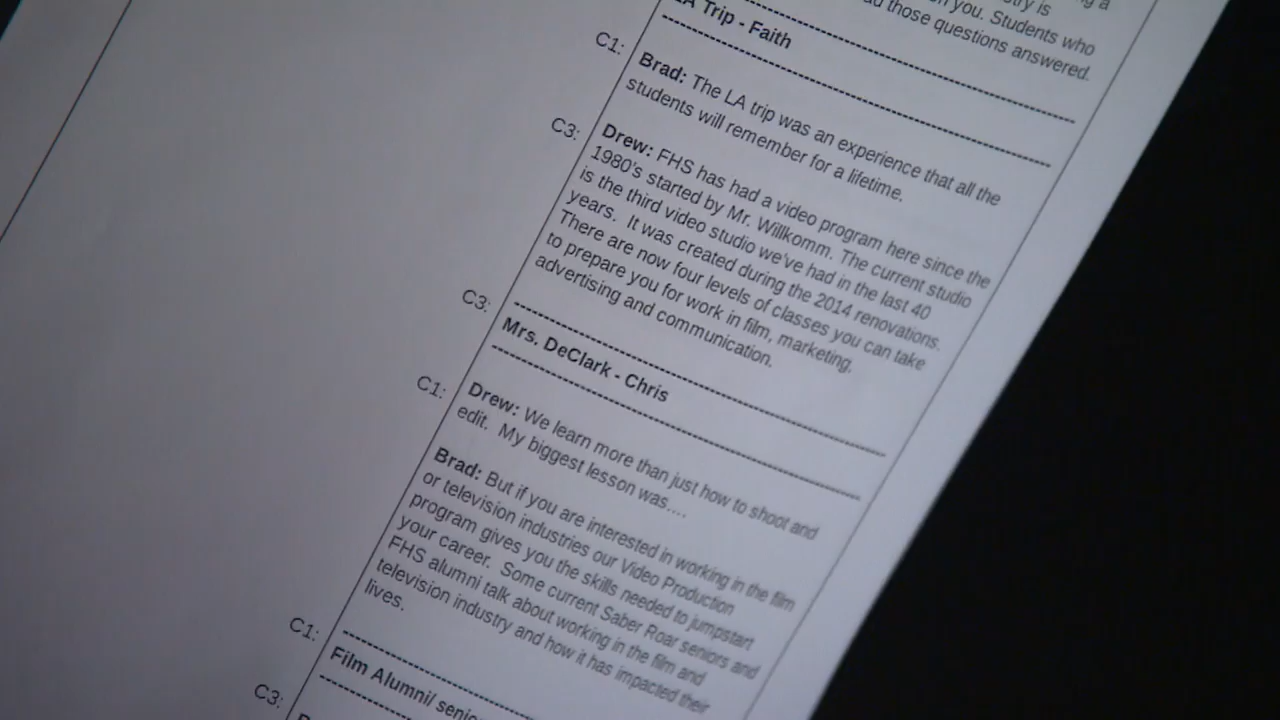 on you. Students who
those questions answered.
LA Trip - Faith
C1:
Brad: The LA trip was an experience that all the
students will remember for a lifetime.
C3:
Drew: FHS has had a video program here since the
1980's started by Mr. Willkomm. The current studio
is the third video studio we've had in the last 40
years. It was created during the 2014 renovations.
There are now four levels of classes you can take
to prepare you for work in film, marketing,
advertising and communication.
C3:
Mrs. DeClark - Chris
C1:
Drew: We learn more than just how to shoot and
edit. My biggest lesson was....
Brad: But if you are interested in working in the film
or television industries our Video Production
program gives you the skills needed to jumpstart
your career. Some current Saber Roar seniors and
FHS alumni talk about working in the film and
television industry and how it has impacted their
lives.
C1:
Film Alumni/
C3: